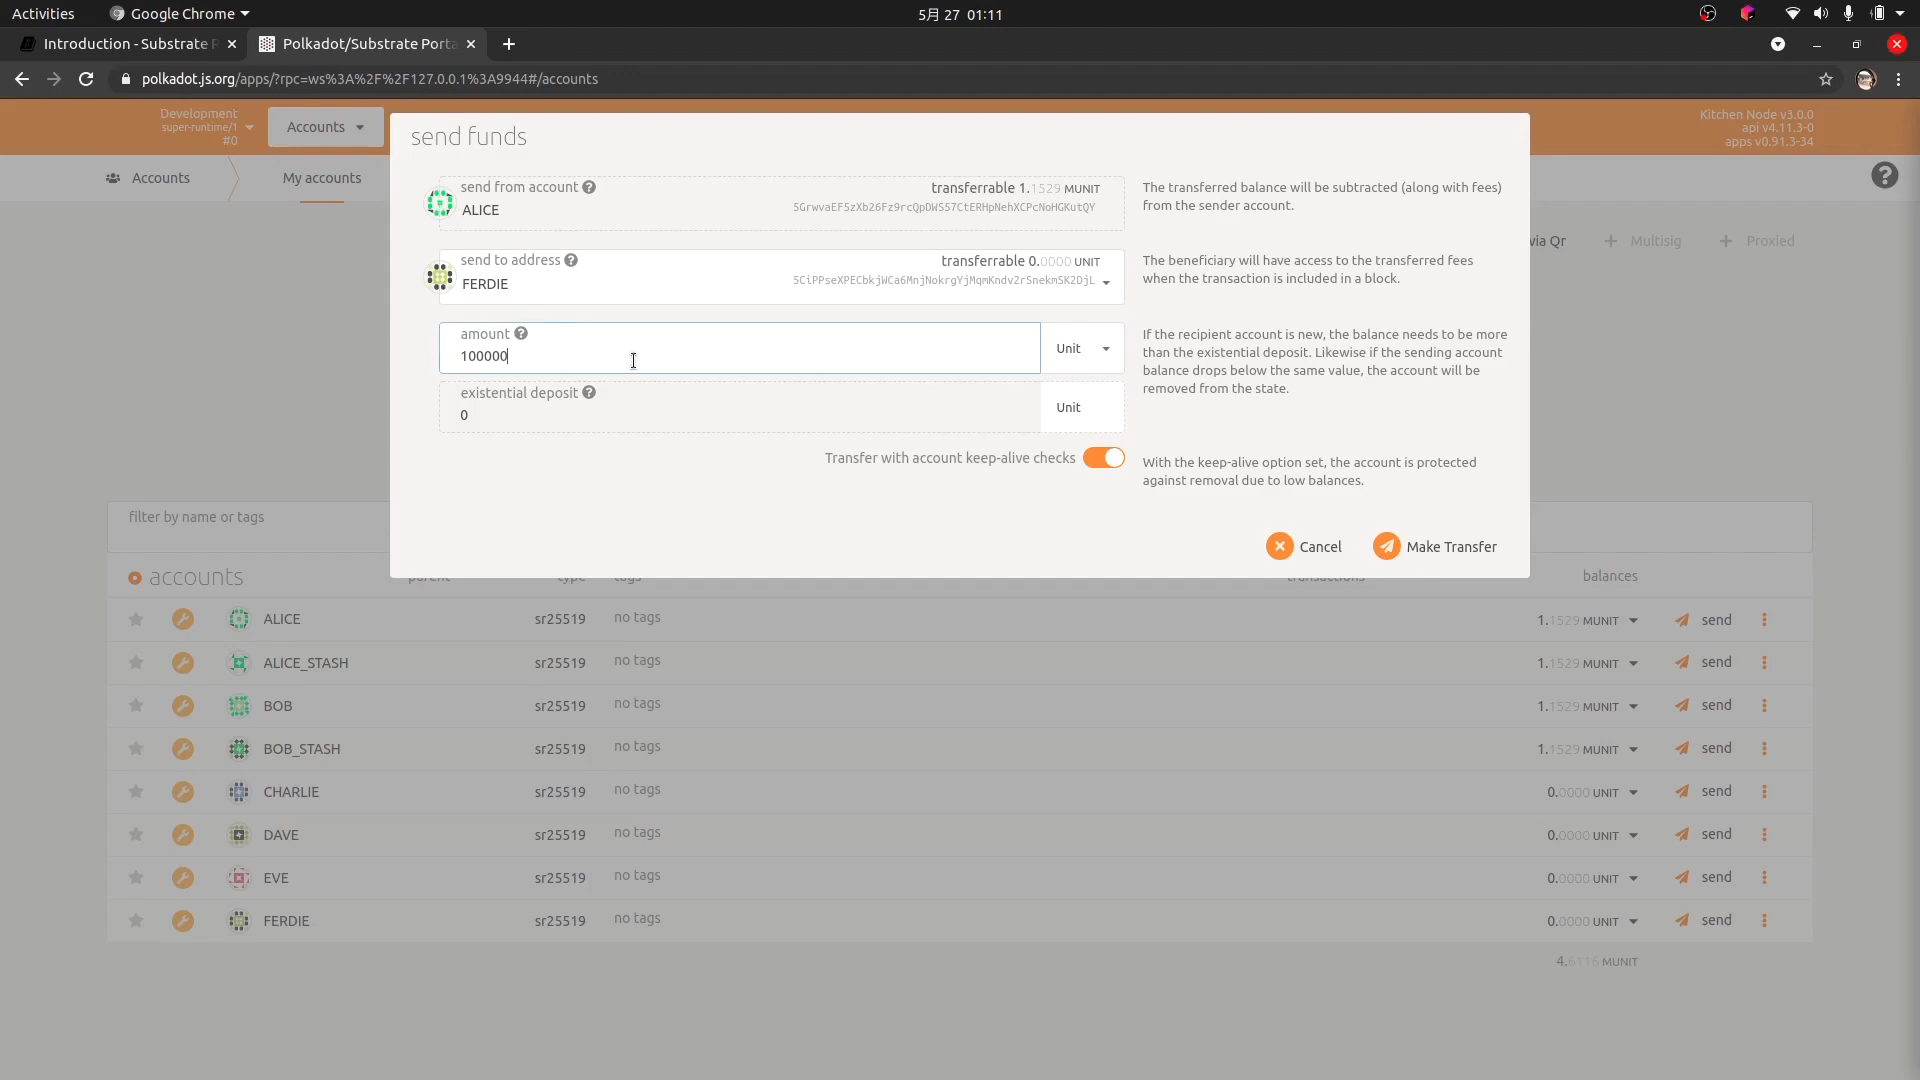 Activities
Google Chrome
5月 27 01:11
Introduction - Substrate R
Polkadot/Substrate Porta
polkadot.js.org/apps/?rpc=ws%3A%2F%2F127.0.0.1%3A9944#/accounts
Development
super-runtime/1
#0
Accounts
Kitchen Node v3.0.0
api v4.11.3-0
apps v0.91.3-34
Accounts
My accounts
via Qr
Multisig
Proxied
send funds
send from account
transferrable 1.1529 MUNIT
ALICE
5GrwvaEF5zXb26Fz9rcQpDWS57CtERHpNehXCPcNoHGKutQY
The transferred balance will be subtracted (along with fees)
from the sender account.
send to address
transferrable 0.0000 UNIT
FERDIE
5CiPPseXPECbkjWCa6MnjNokrgYjMqmKndv2rSnekmSK2DjL
The beneficiary will have access to the transferred fees
when the transaction is included in a block.
amount
100000
Unit
If the recipient account is new, the balance needs to be more
than the existential deposit. Likewise if the sending account
balance drops below the same value, the account will be
removed from the state.
existential deposit
0
Unit
Transfer with account keep-alive checks
With the keep-alive option set, the account is protected
against removal due to low balances.
Cancel
Make Transfer
filter by name or tags
accounts
parent
type
tags
transactions
balances
ALICE sr25519 no tags 1.1529 MUNIT send
ALICE_STASH sr25519 no tags 1.1529 MUNIT send
BOB sr25519 no tags 1.1529 MUNIT send
BOB_STASH sr25519 no tags 1.1529 MUNIT send
CHARLIE sr25519 no tags 0.0000 UNIT send
DAVE sr25519 no tags 0.0000 UNIT send
EVE sr25519 no tags 0.0000 UNIT send
FERDIE sr25519 no tags 0.0000 UNIT send
4.6116 MUNIT